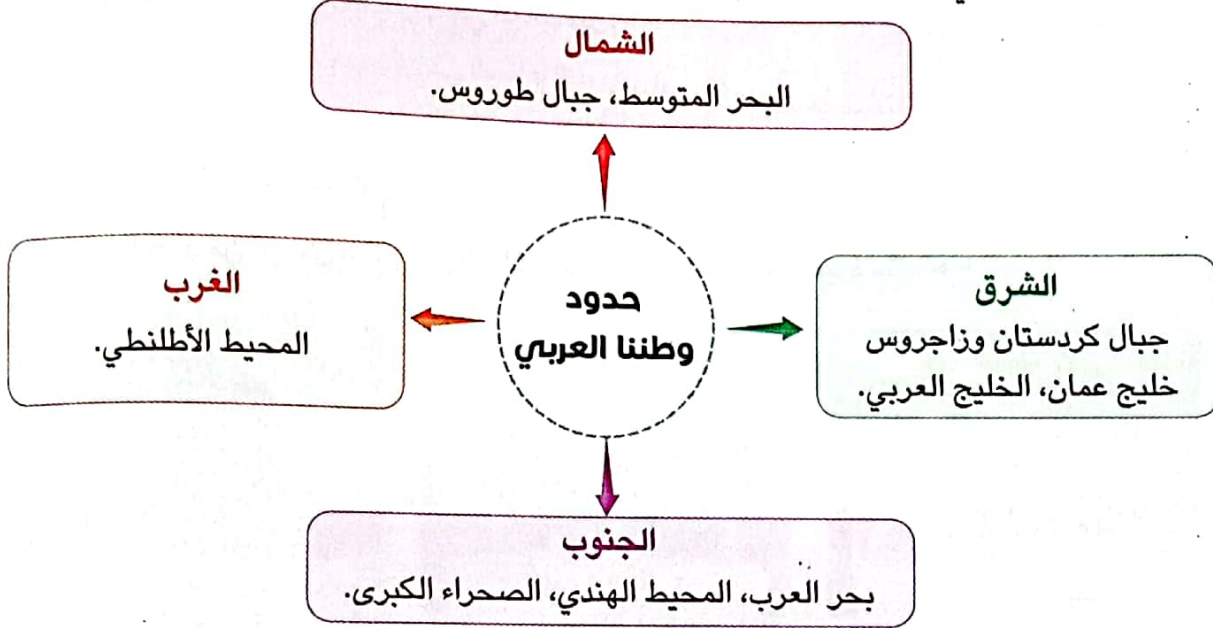 الشمال
البحر المتوسط، جبال طوروس.
الشرق
جبال كردستان وزاجروس
خليج عمان، الخليج العربي.
حدود
وطننا العربي
الغرب
المحيط الأطلنطي.
الجنوب
بحر العرب، المحيط الهندي، الصحراء الكبرى.